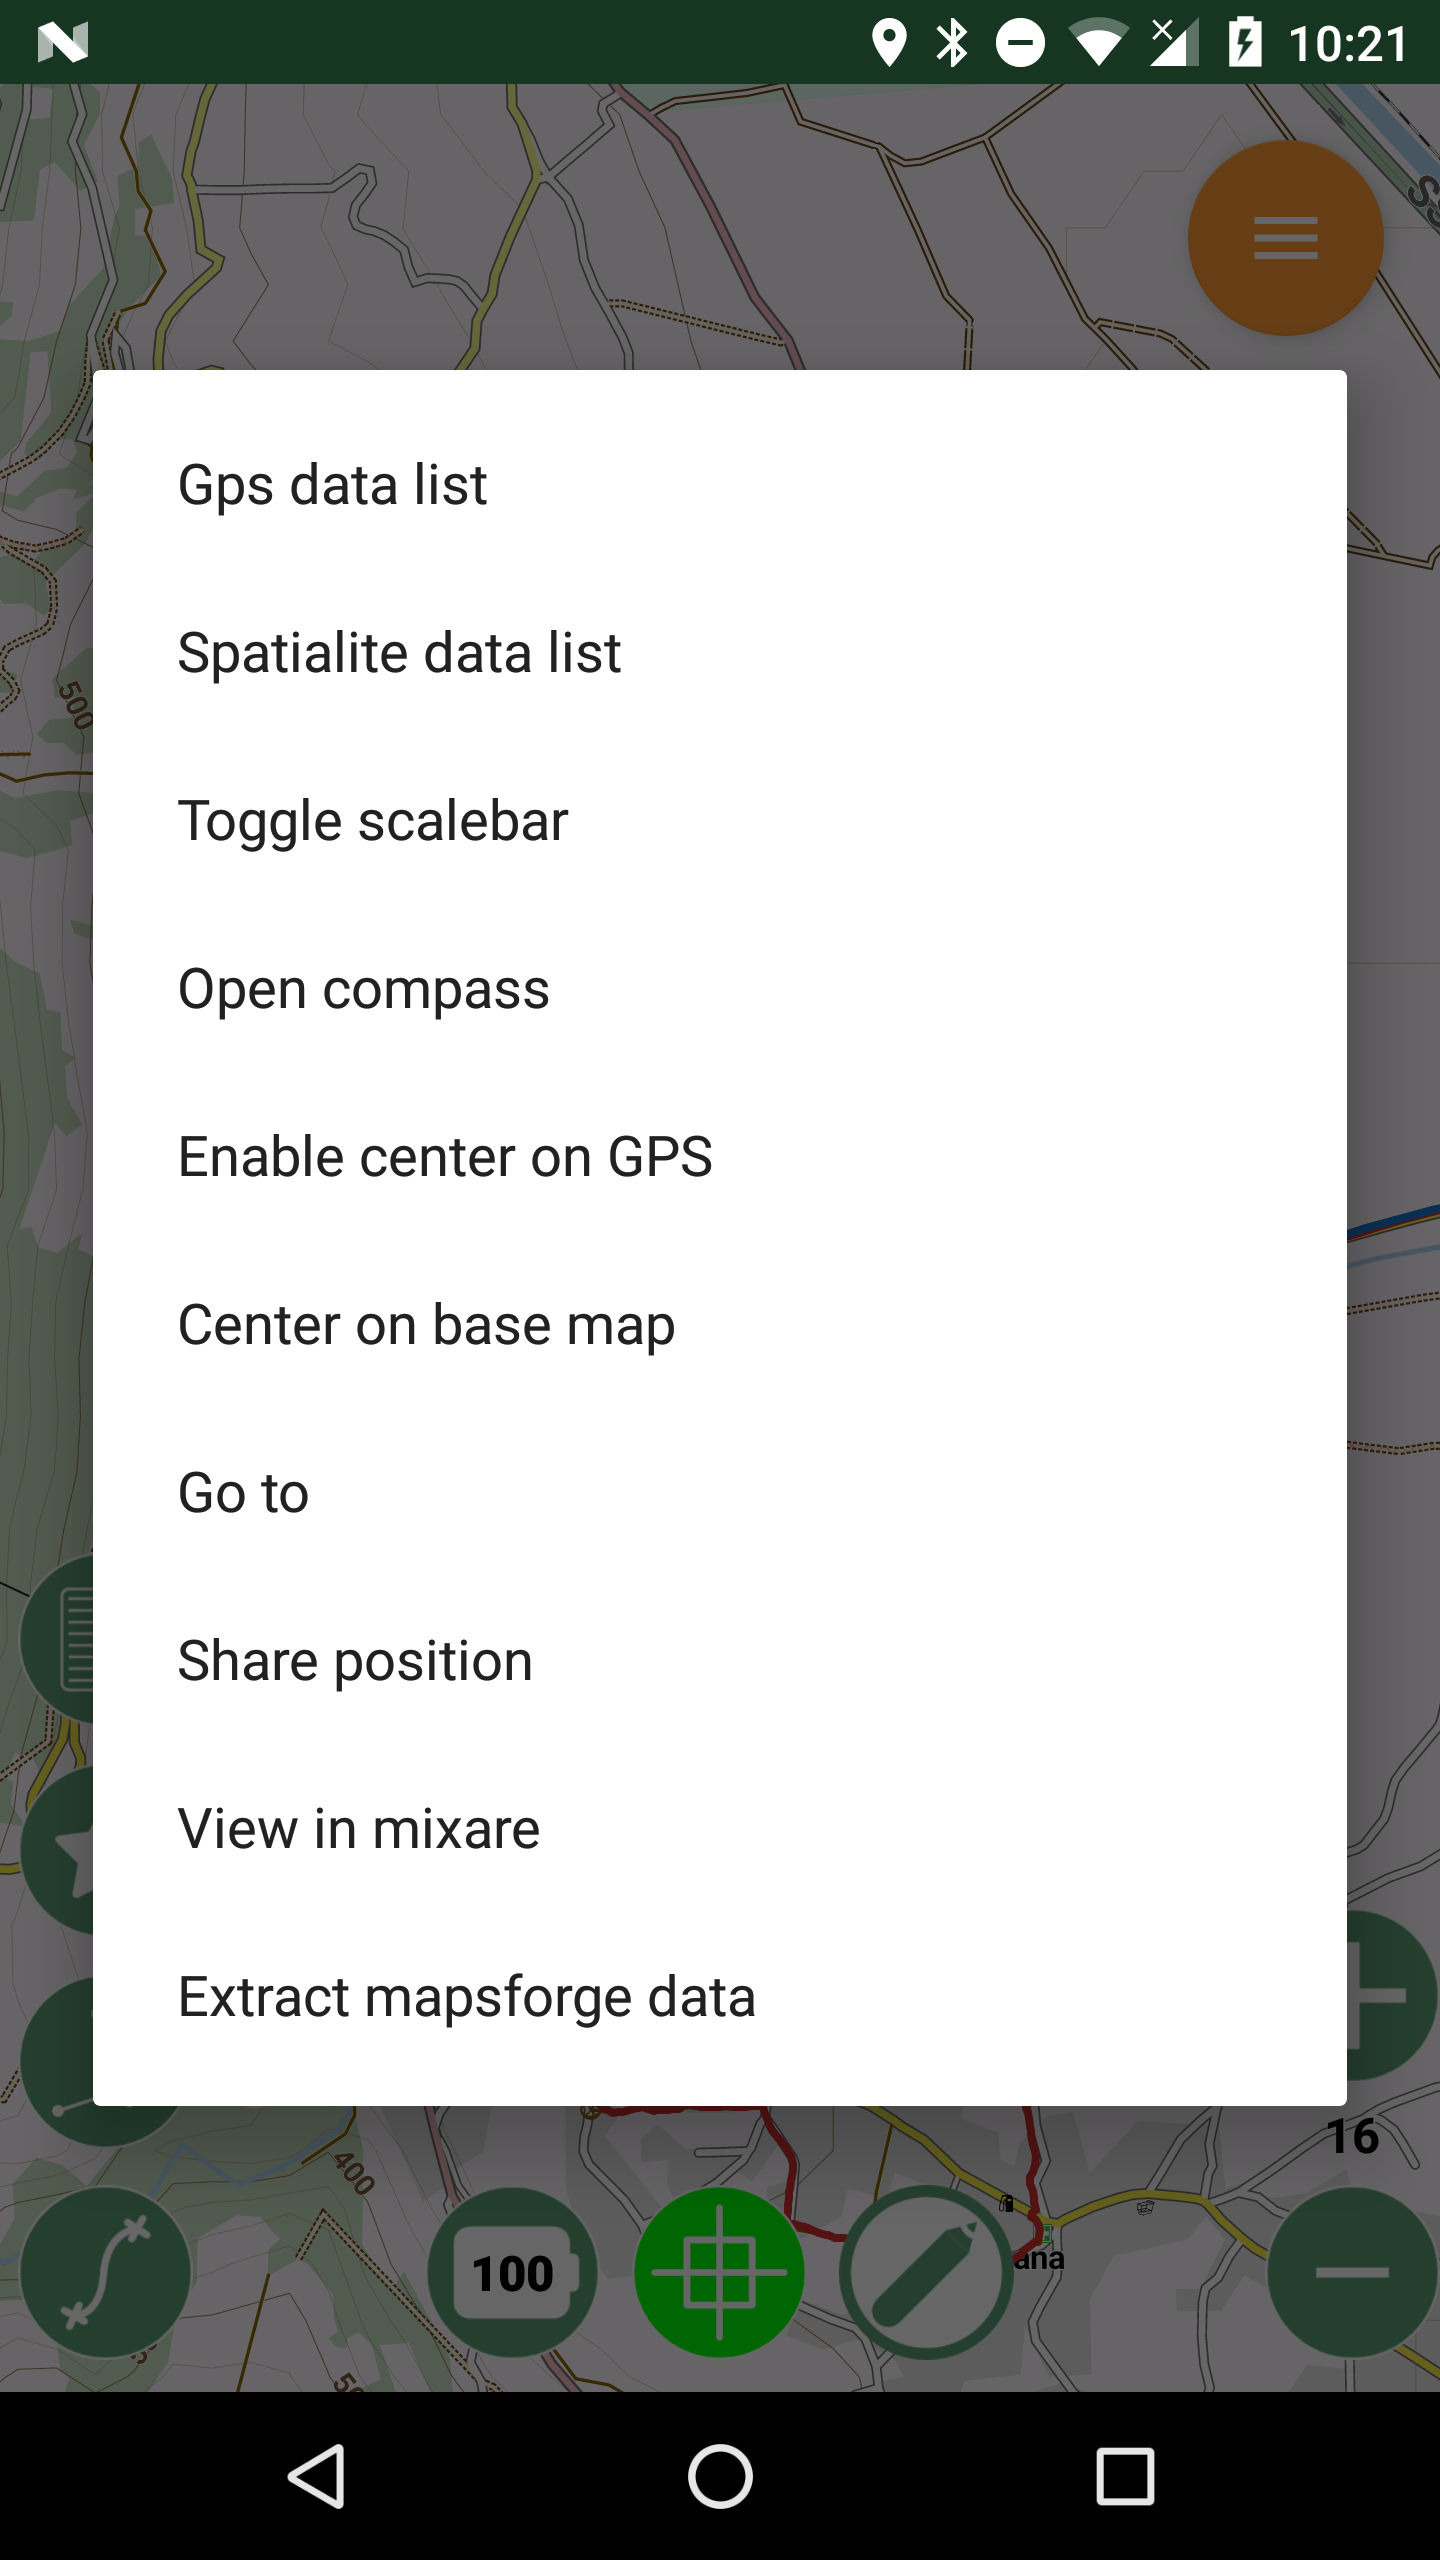 10:21
Gps data list
Spatialite data list
500
Toggle scalebar
Open compass
Enable center on GPS
Center on base map
Go to
Share position
View in mixare
Extract mapsforge data
16
400
ana
100